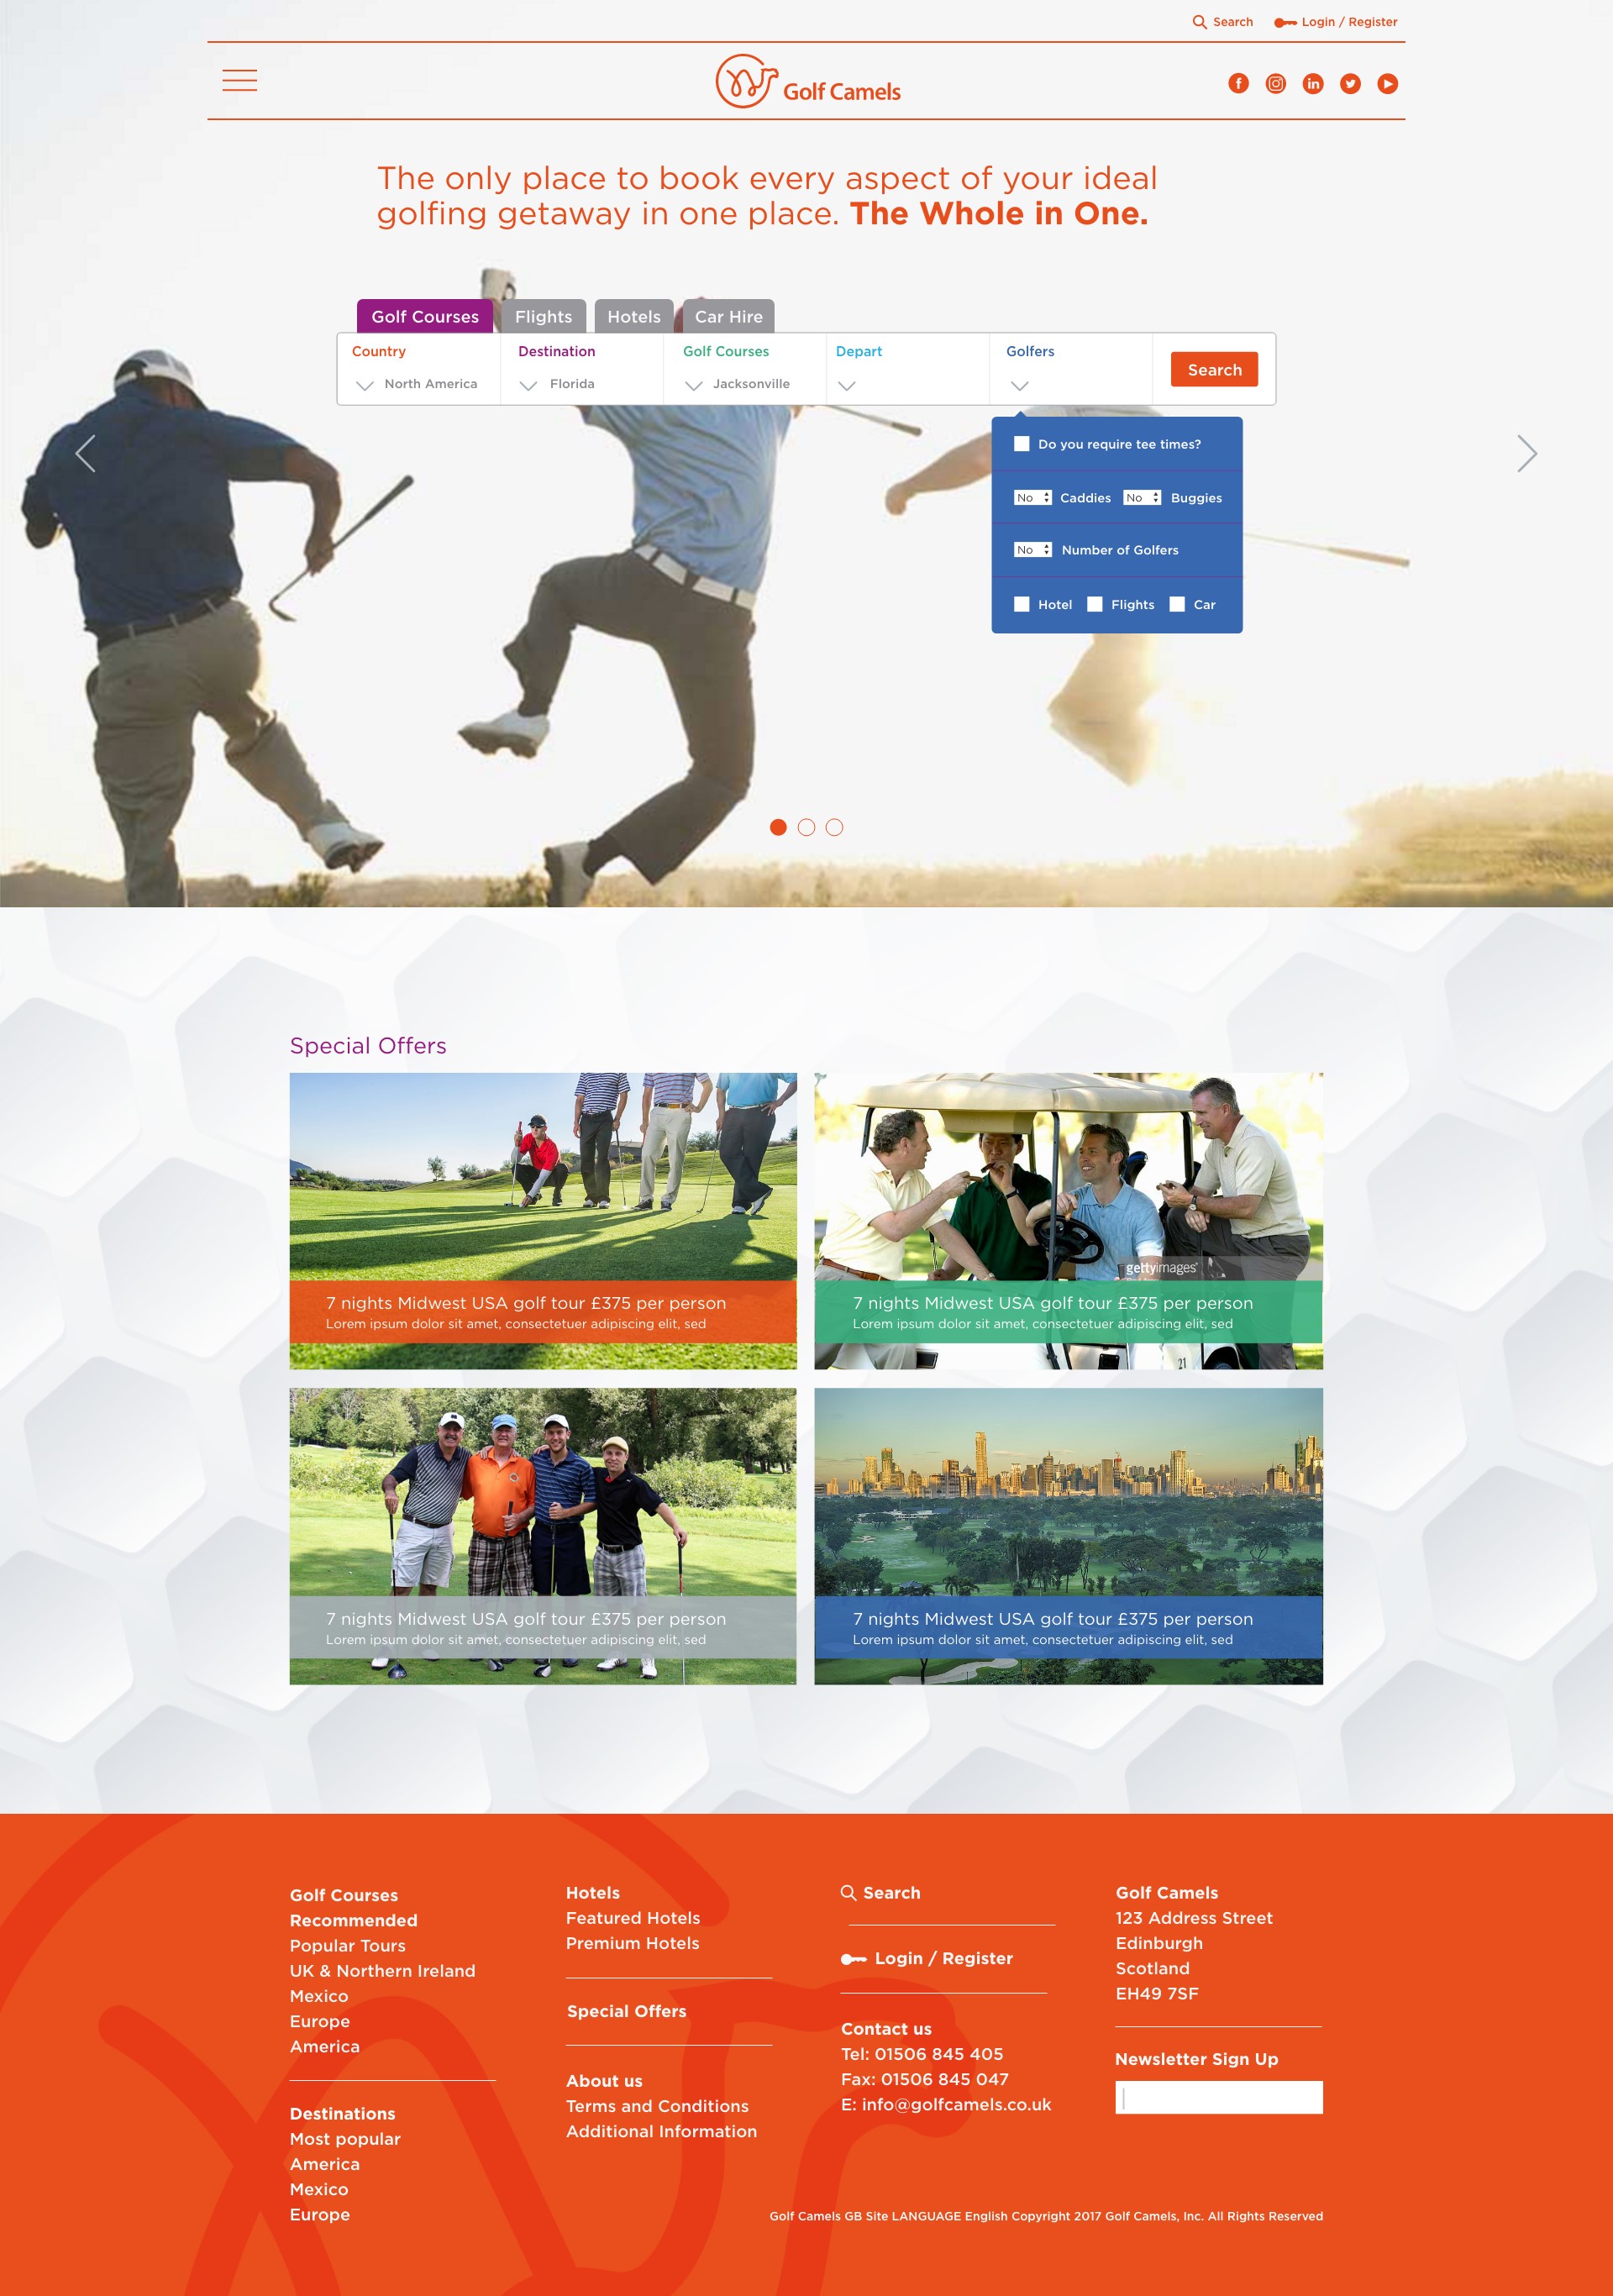 Search
Login / Register
Golf Camels
The only place to book every aspect of your ideal
golfing getaway in one place. The Whole in One.
Golf Courses
Flights
Hotels
Car Hire
Country
Destination
Golf Courses
Depart
Golfers
North America
Florida
Jacksonville
Search
Do you require tee times?
No Caddies No Buggies
No Number of Golfers
Hotel Flights Car
Special Offers
7 nights Midwest USA golf tour £375 per person
Lorem ipsum dolor sit amet, consectetuer adipiscing elit, sed
gettyimages
21
7 nights Midwest USA golf tour £375 per person
Lorem ipsum dolor sit amet, consectetuer adipiscing elit, sed
7 nights Midwest USA golf tour £375 per person
Lorem ipsum dolor sit amet, consectetuer adipiscing elit, sed
7 nights Midwest USA golf tour £375 per person
Lorem ipsum dolor sit amet, consectetuer adipiscing elit, sed
Golf Courses
Recommended
Popular Tours
UK & Northern Ireland
Mexico
Europe
America
Destinations
Most popular
America
Mexico
Europe
Hotels
Featured Hotels
Premium Hotels
Special Offers
About us
Terms and Conditions
Additional Information
Search
Login / Register
Contact us
Tel: 01506 845 405
Fax: 01506 845 047
E: info@golfcamels.co.uk
Golf Camels
123 Address Street
Edinburgh
Scotland
EH49 7SF
Newsletter Sign Up
Golf Camels GB Site LANGUAGE English Copyright 2017 Golf Camels, Inc. All Rights Reserved